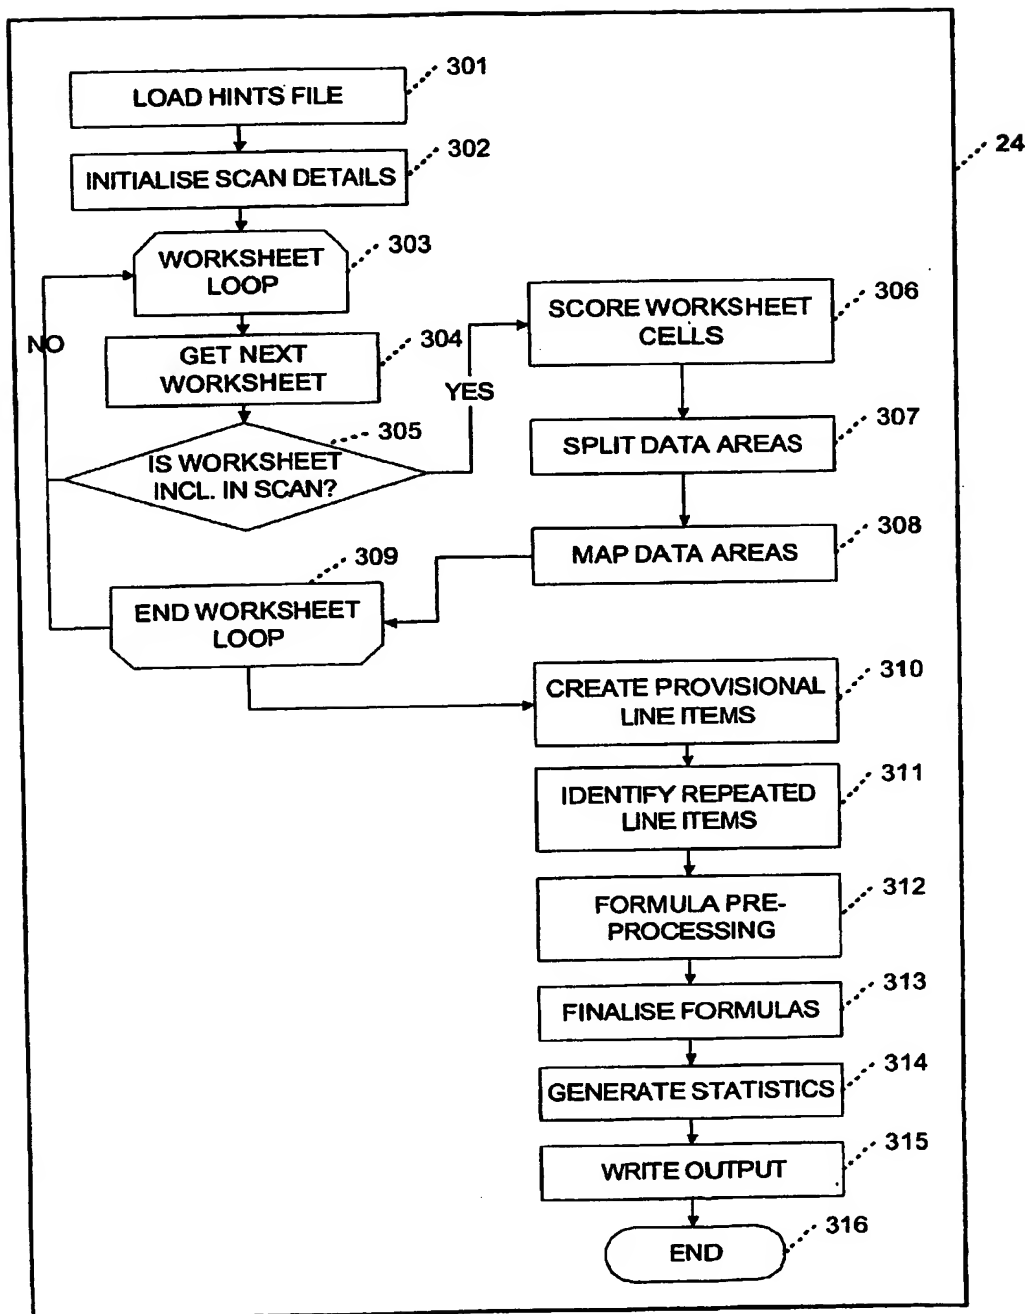 301
LOAD HINTS FILE
302
INITIALISE SCAN DETAILS
24
303
WORKSHEET
LOOP
NO
304
GET NEXT
WORKSHEET
305
IS WORKSHEET
INCL. IN SCAN?
YES
306
SCORE WORKSHEET
CELLS
307
SPLIT DATA AREAS
308
MAP DATA AREAS
309
END WORKSHEET
LOOP
310
CREATE PROVISIONAL
LINE ITEMS
311
IDENTIFY REPEATED
LINE ITEMS
312
FORMULA PRE-
PROCESSING
313
FINALISE FORMULAS
314
GENERATE STATISTICS
315
WRITE OUTPUT
316
END